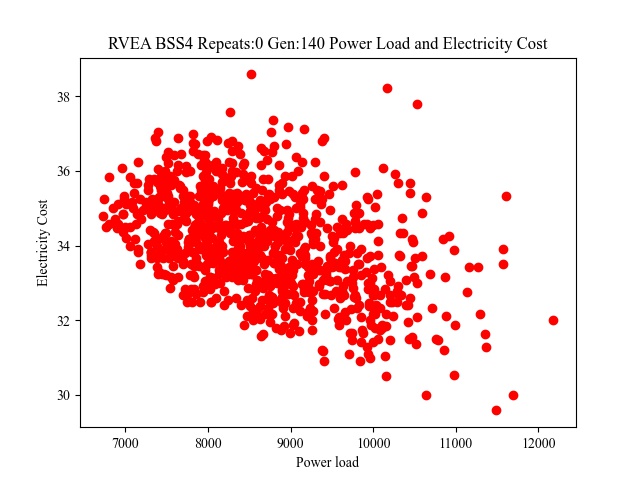 RVEA BSS4 Repeats:0 Gen:140 Power Load and Electricity Cost
38
36
34
32
30
Electricity Cost
7000 8000 9000 10000 11000 12000
Power load